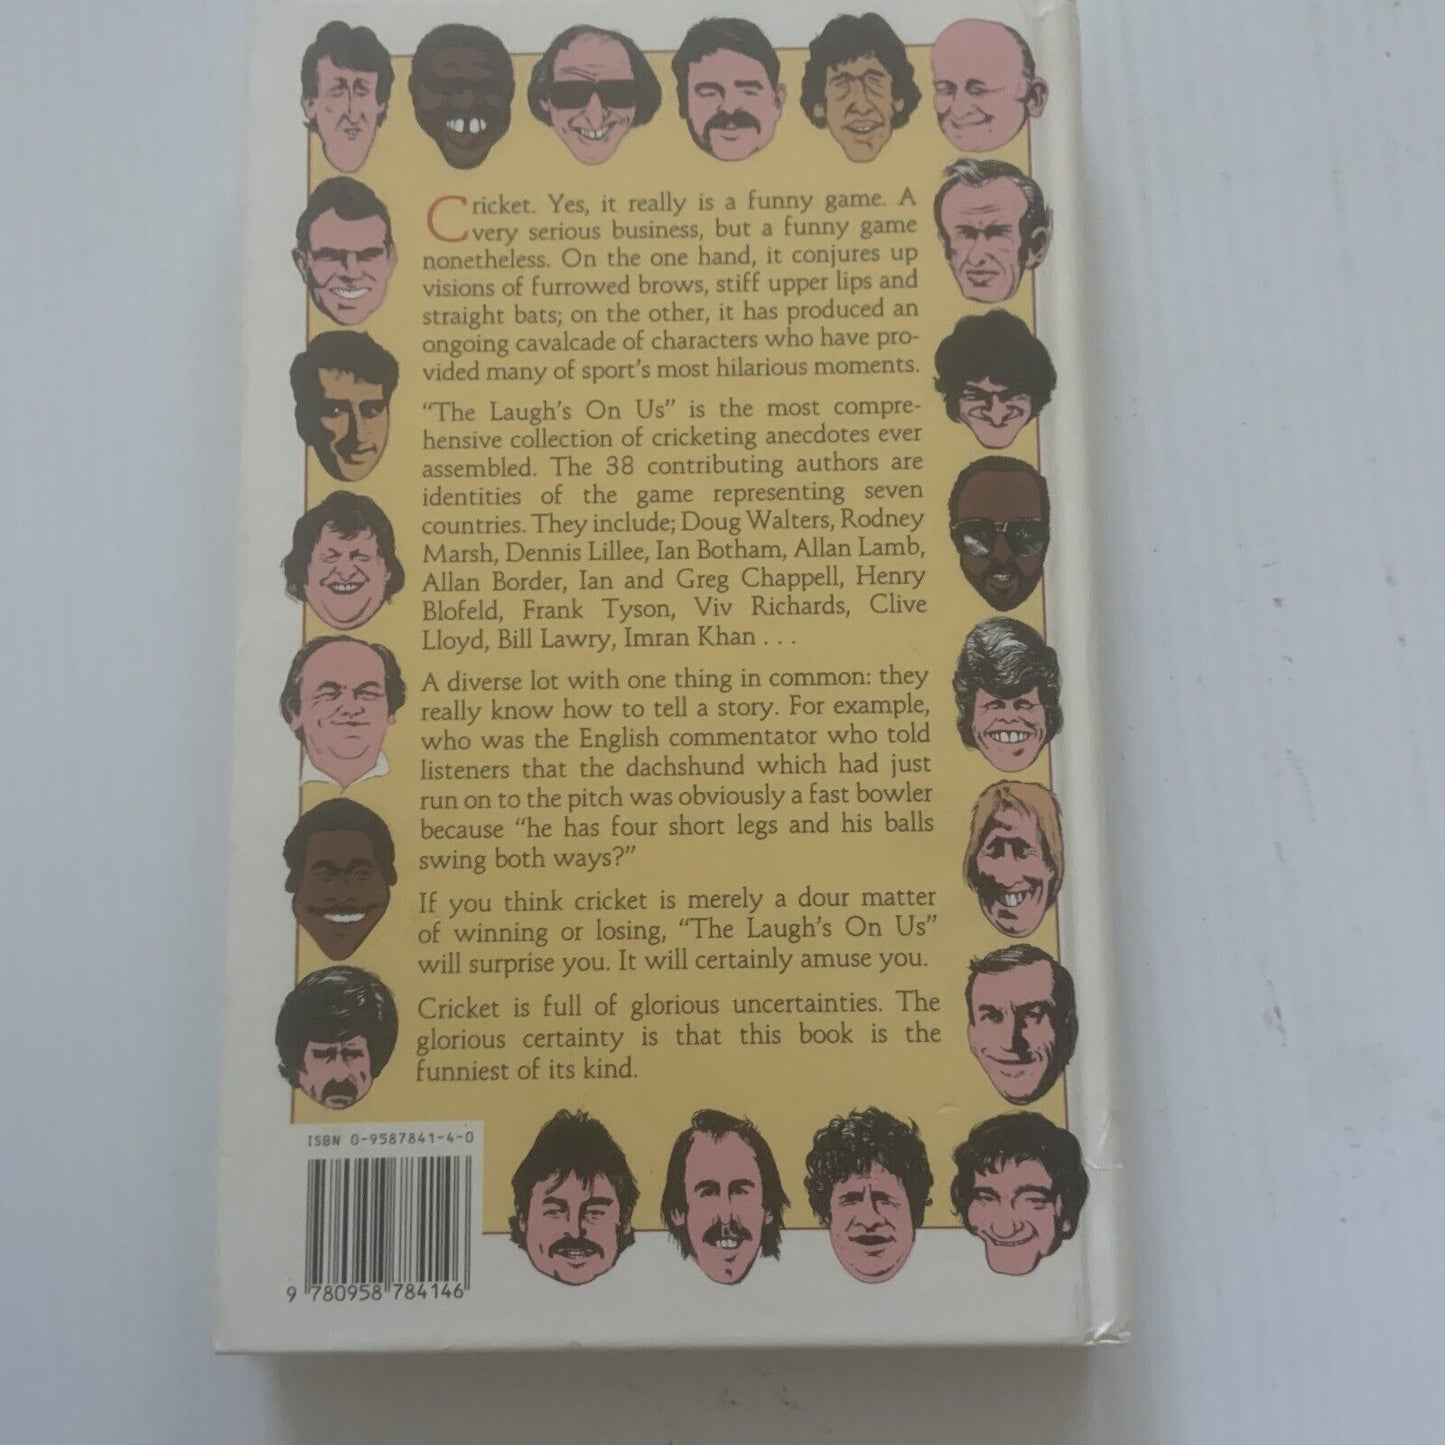 Cricket. Yes, it really is a funny game. A
very serious business, but a funny game
nonetheless. On the one hand, it conjures up
visions of furrowed brows, stiff upper lips and
straight bats; on the other, it has produced an
ongoing cavalcade of characters who have pro-
vided many of sport's most hilarious moments.
"The Laugh's On Us" is the most compre-
hensive collection of cricketing anecdotes ever
assembled. The 38 contributing authors are
identities of the game representing seven
countries. They include; Doug Walters, Rodney
Marsh, Dennis Lillee, Ian Botham, Allan Lamb,
Allan Border, Ian and Greg Chappell, Henry
Blofeld, Frank Tyson, Viv Richards, Clive
Lloyd, Bill Lawry, Imran Khan . . .
A diverse lot with one thing in common: they
really know how to tell a story. For example,
who was the English commentator who told
listeners that the dachshund which had just
run on to the pitch was obviously a fast bowler
because "he has four short legs and his balls
swing both ways?"
If you think cricket is merely a dour matter
of winning or losing, "The Laugh's On Us"
will surprise you. It will certainly amuse you.
Cricket is full of glorious uncertainties. The
glorious certainty is that this book is the
funniest of its kind.
ISBN 0-9587841-4-0
9 780958 784146